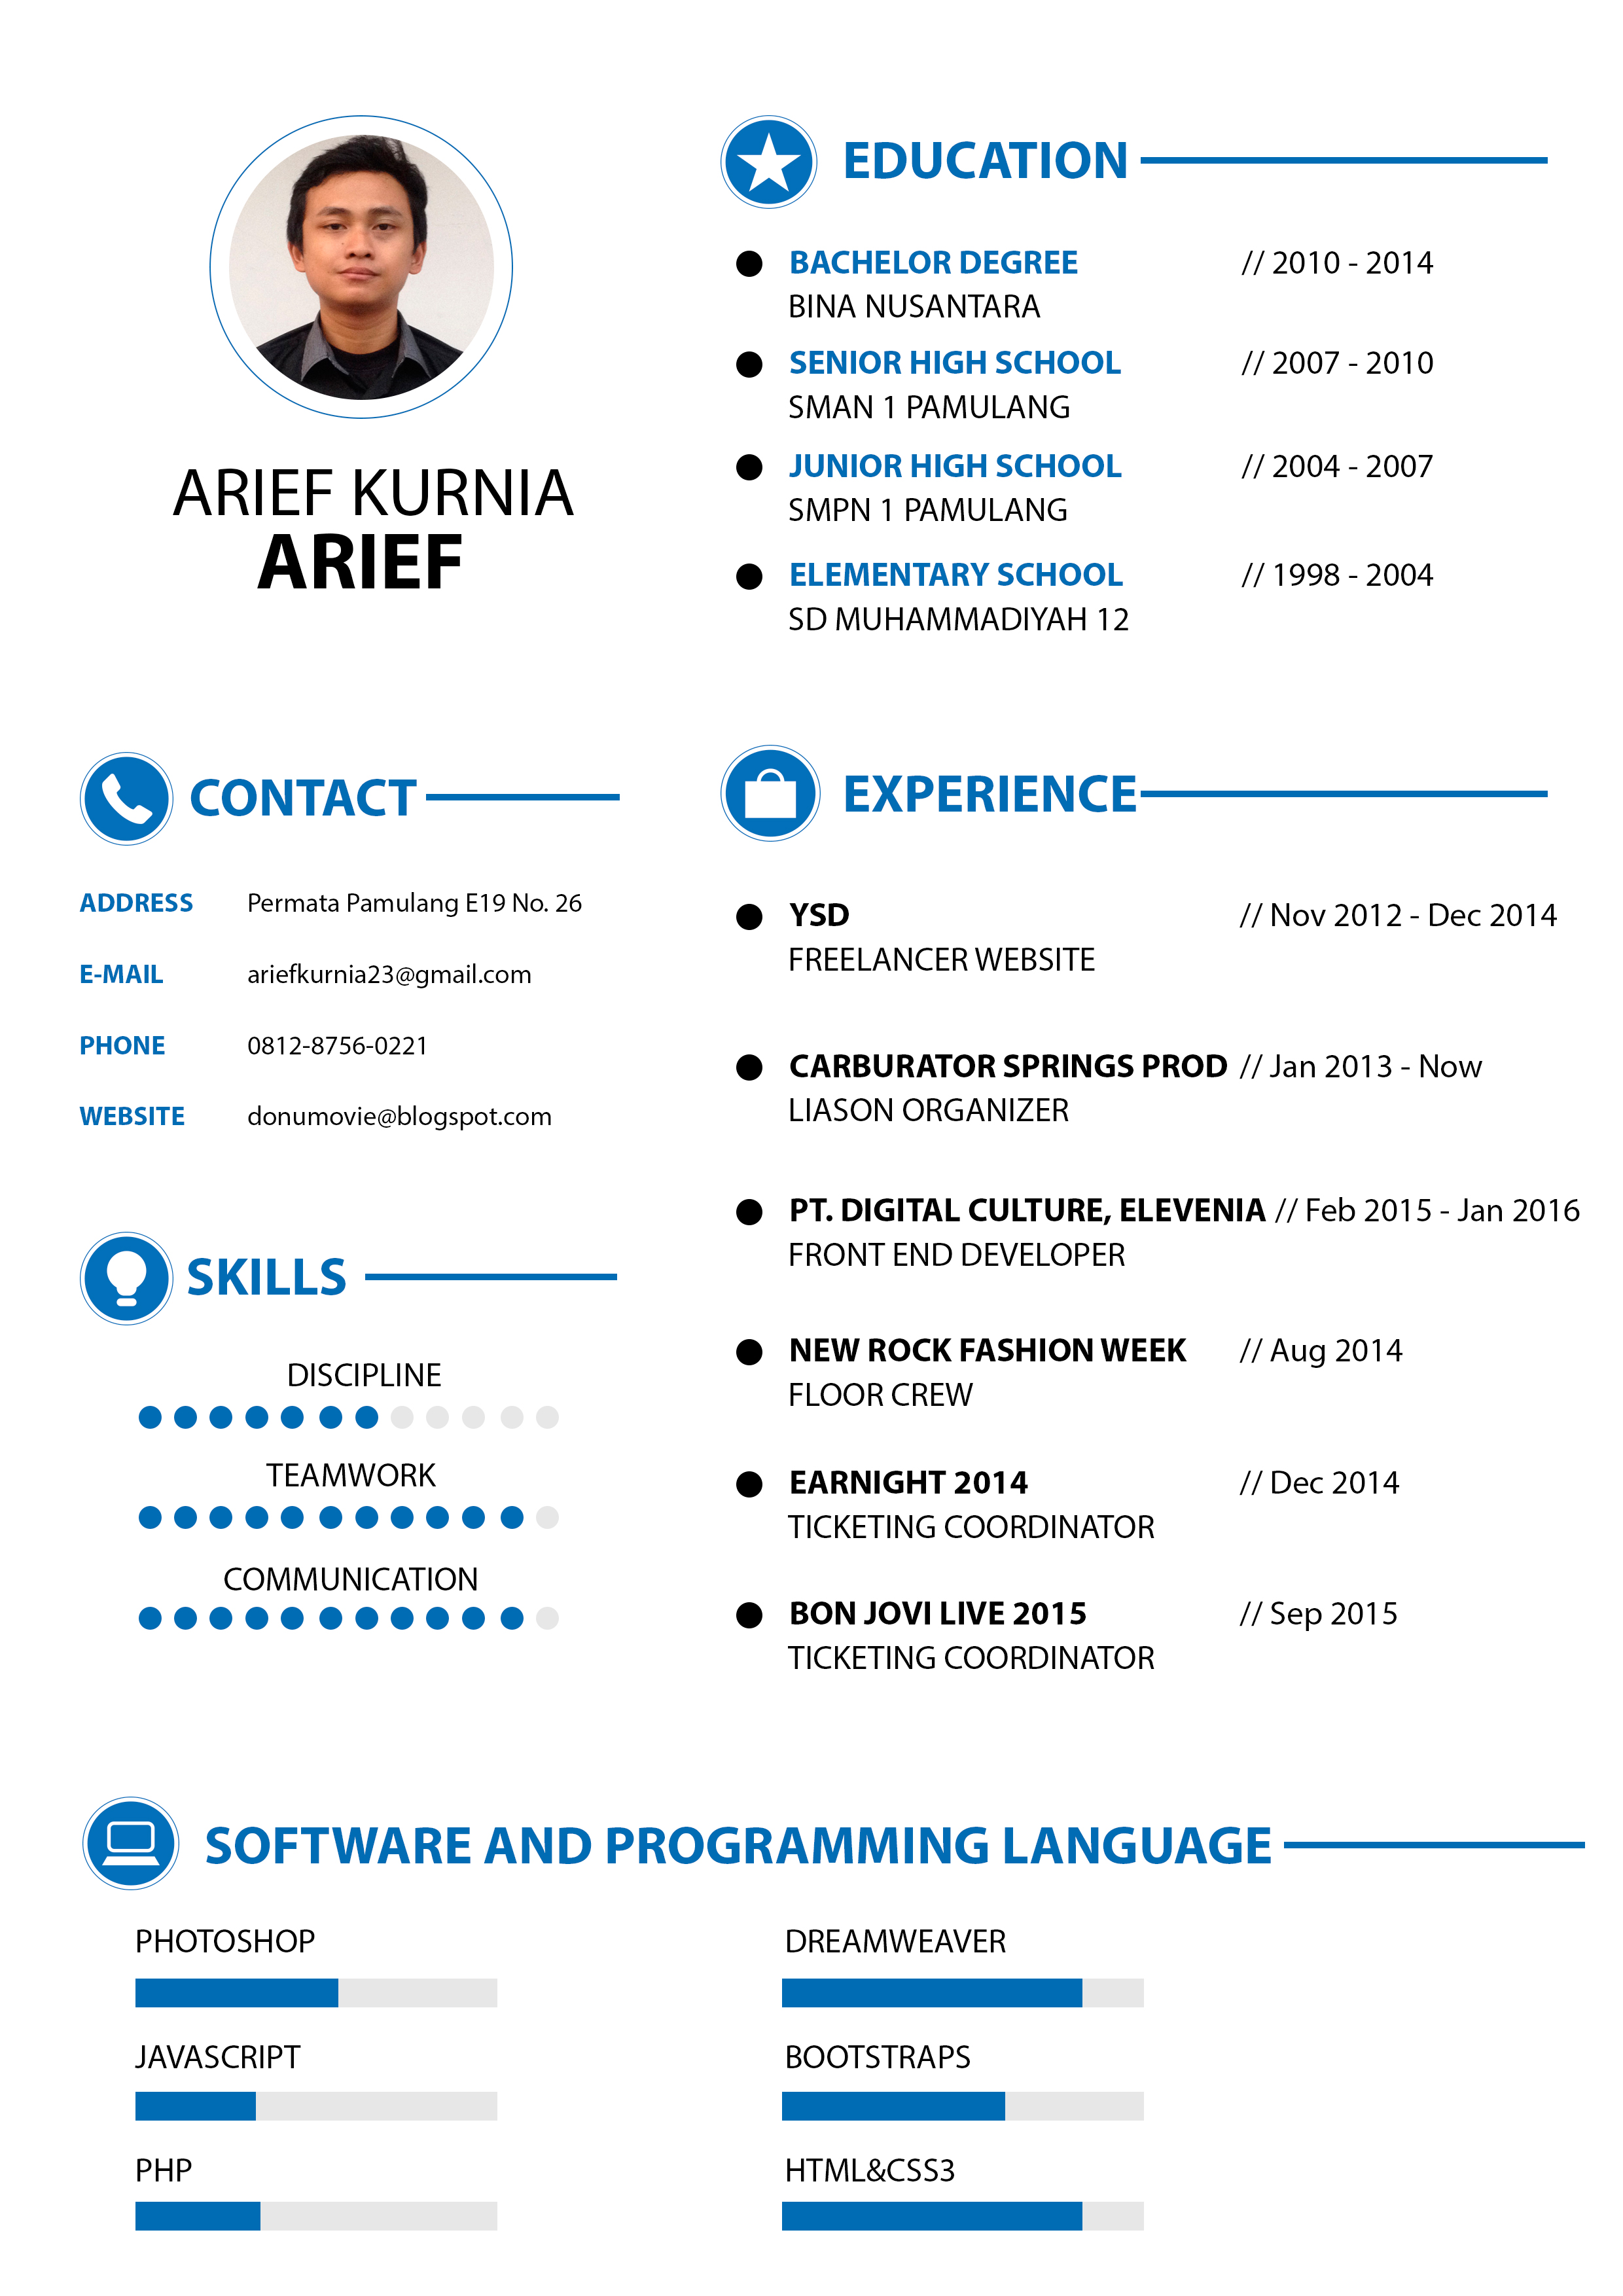 ARIEF KURNIA
ARIEF
EDUCATION
BACHELOR DEGREE // 2010 - 2014
BINA NUSANTARA
SENIOR HIGH SCHOOL // 2007 - 2010
SMAN 1 PAMULANG
JUNIOR HIGH SCHOOL // 2004 - 2007
SMPN 1 PAMULANG
ELEMENTARY SCHOOL // 1998 - 2004
SD MUHAMMADIYAH 12
CONTACT
ADDRESS Permata Pamulang E19 No. 26
E-MAIL ariefkurnia23@gmail.com
PHONE 0812-8756-0221
WEBSITE donumovie@blogspot.com
SKILLS
DISCIPLINE
TEAMWORK
COMMUNICATION
EXPERIENCE
YSD // Nov 2012 - Dec 2014
FREELANCER WEBSITE
CARBURATOR SPRINGS PROD // Jan 2013 - Now
LIASON ORGANIZER
PT. DIGITAL CULTURE, ELEVENIA // Feb 2015 - Jan 2016
FRONT END DEVELOPER
NEW ROCK FASHION WEEK // Aug 2014
FLOOR CREW
EARNIGHT 2014 // Dec 2014
TICKETING COORDINATOR
BON JOVI LIVE 2015 // Sep 2015
TICKETING COORDINATOR
SOFTWARE AND PROGRAMMING LANGUAGE
PHOTOSHOP
JAVASCRIPT
PHP
DREAMWEAVER
BOOTSTRAPS
HTML&CSS3